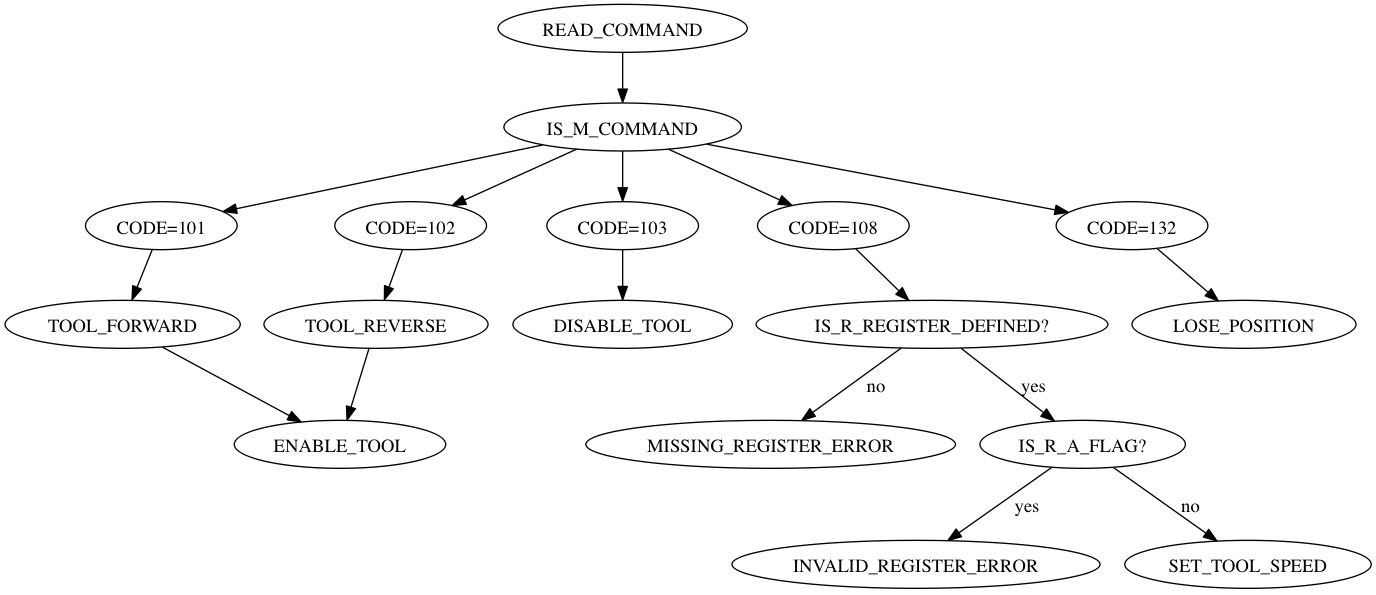 READ_COMMAND
IS_M_COMMAND
CODE=101
CODE=102
CODE=103
CODE=108
CODE=132
TOOL_FORWARD
TOOL_REVERSE
DISABLE_TOOL
IS_R_REGISTER_DEFINED?
LOSE_POSITION
no
yes
ENABLE_TOOL
MISSING_REGISTER_ERROR
IS_R_A_FLAG?
yes
no
INVALID_REGISTER_ERROR
SET_TOOL_SPEED